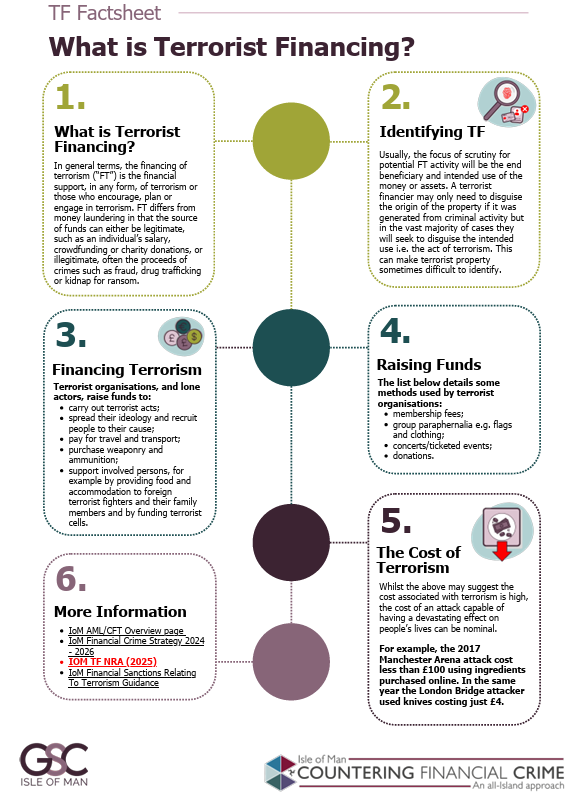 TF Factsheet
What is Terrorist Financing?
1.
What is Terrorist
Financing?
In general terms, the financing of
terrorism ("FT") is the financial
support, in any form, of terrorism or
those who encourage, plan or
engage in terrorism. FT differs from
money laundering in that the source
of funds can either be legitimate,
such as an individual's salary,
crowdfunding or charity donations, or
illegitimate, often the proceeds of
crimes such as fraud, drug trafficking
or kidnap for ransom.
2.
Identifying TF
Usually, the focus of scrutiny for
potential FT activity will be the end
beneficiary and intended use of the
money or assets. A terrorist
financier may only need to disguise
the origin of the property if it was
generated from criminal activity but
in the vast majority of cases they
will seek to disguise the intended
use i.e. the act of terrorism. This
can make terrorist property
sometimes difficult to identify.
3.
Financing Terrorism
Terrorist organisations, and lone
actors, raise funds to:
• carry out terrorist acts;
• spread their ideology and recruit
people to their cause;
• pay for travel and transport;
• purchase weaponry and
ammunition;
• support involved persons, for
example by providing food and
accommodation to foreign
terrorist fighters and their family
members and by funding terrorist
cells.
4.
Raising Funds
The list below details some
methods used by terrorist
organisations:
• membership fees;
• group paraphernalia e.g. flags
and clothing;
• concerts/ticketed events;
• donations.
5.
The Cost of
Terrorism
Whilst the above may suggest the
cost associated with terrorism is high,
the cost of an attack capable of
having a devastating effect on
people's lives can be nominal.
For example, the 2017
Manchester Arena attack cost
less than £100 using ingredients
purchased online. In the same
year the London Bridge attacker
used knives costing just £4.
6.
More Information
• IoM AML/CFT Overview page
• IoM Financial Crime Strategy 2024
- 2026
• IOM TF NRA (2025)
• IoM Financial Sanctions Relating
To Terrorism Guidance
GSC
ISLE OF MAN
Isle of Man
COUNTERING FINANCIAL CRIME
An all-Island approach